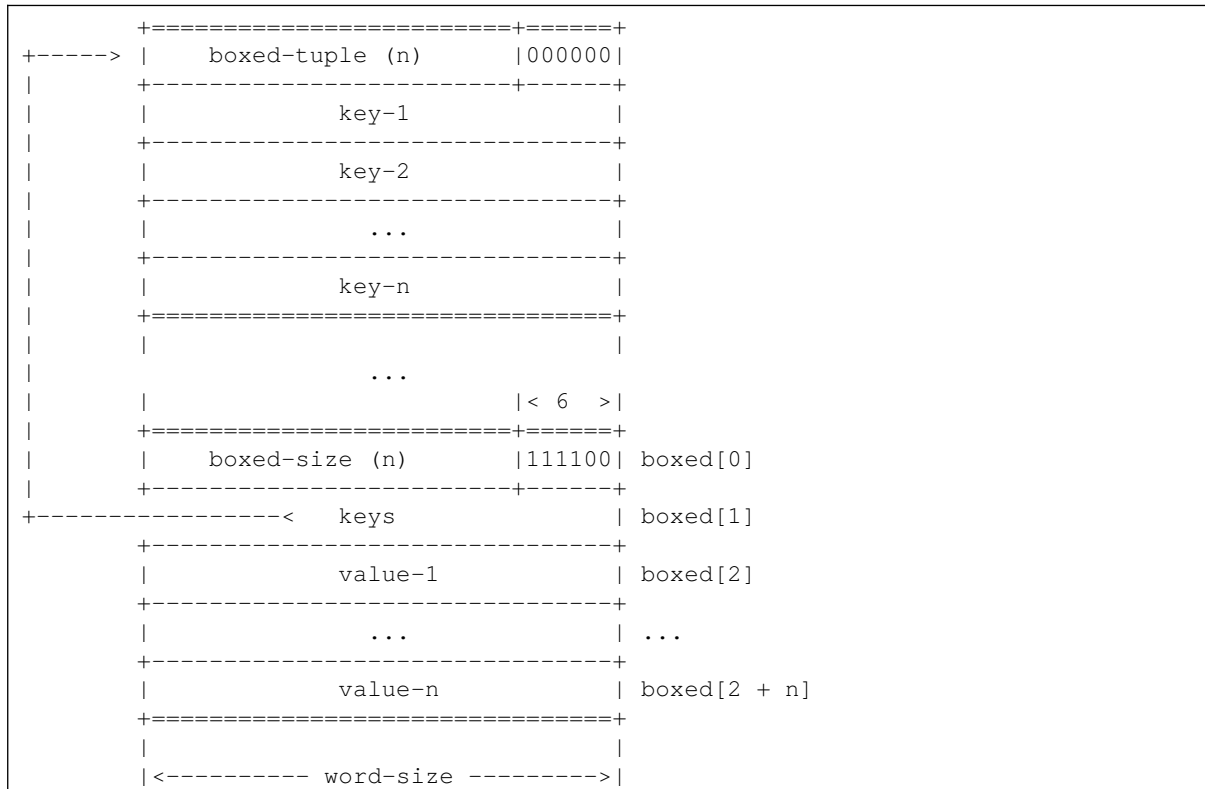 +=========================+======+
+-----> |    boxed-tuple (n)      |000000|
|       +-------------------------+------+
|       |             key-1              |
|       +--------------------------------+
|       |             key-2              |
|       +--------------------------------+
|       |               ...              |
|       +--------------------------------+
|       |             key-n              |
|       +================================+
|       |                                |
|                       ...
|       |                         |< 6  >|
|       +=========================+======+
|       |    boxed-size (n)       |111100| boxed[0]
|       +-------------------------+------+
+-----------------<   keys               | boxed[1]
        +--------------------------------+
        |             value-1            | boxed[2]
        +--------------------------------+
        |               ...              | ...
        +--------------------------------+
        |             value-n            | boxed[2 + n]
        +================================+
        |                                |
        |<---------- word-size --------->|